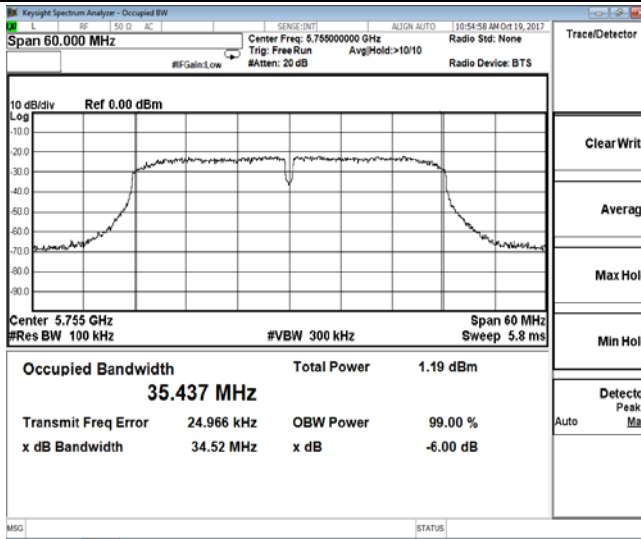 Keysight Spectrum Analyzer - Occupied BW
L RF 50 Ω AC SENSE:INT ALIGN AUTO 10:54:58 AM Oct 19, 2017
Span 60.000 MHz
Center Freq: 5.755000000 GHz
Radio Std: None
Trig: Free Run Avg|Hold:>10/10
#IFGain:Low #Atten: 20 dB Radio Device: BTS
10 dB/div Ref 0.00 dBm
Log
-10.0
-20.0
-30.0
-40.0
-50.0
-60.0
-70.0
-80.0
-90.0
Center 5.755 GHz Span 60 MHz
#Res BW 100 kHz #VBW 300 kHz Sweep 5.8 ms
Occupied Bandwidth Total Power 1.19 dBm
35.437 MHz
Transmit Freq Error 24.966 kHz OBW Power 99.00 %
x dB Bandwidth 34.52 MHz x dB -6.00 dB
MSG STATUS
Trace/Detector
Clear Writ
Averag
Max Hol
Min Hol
Detecto
Peak
Auto Ma